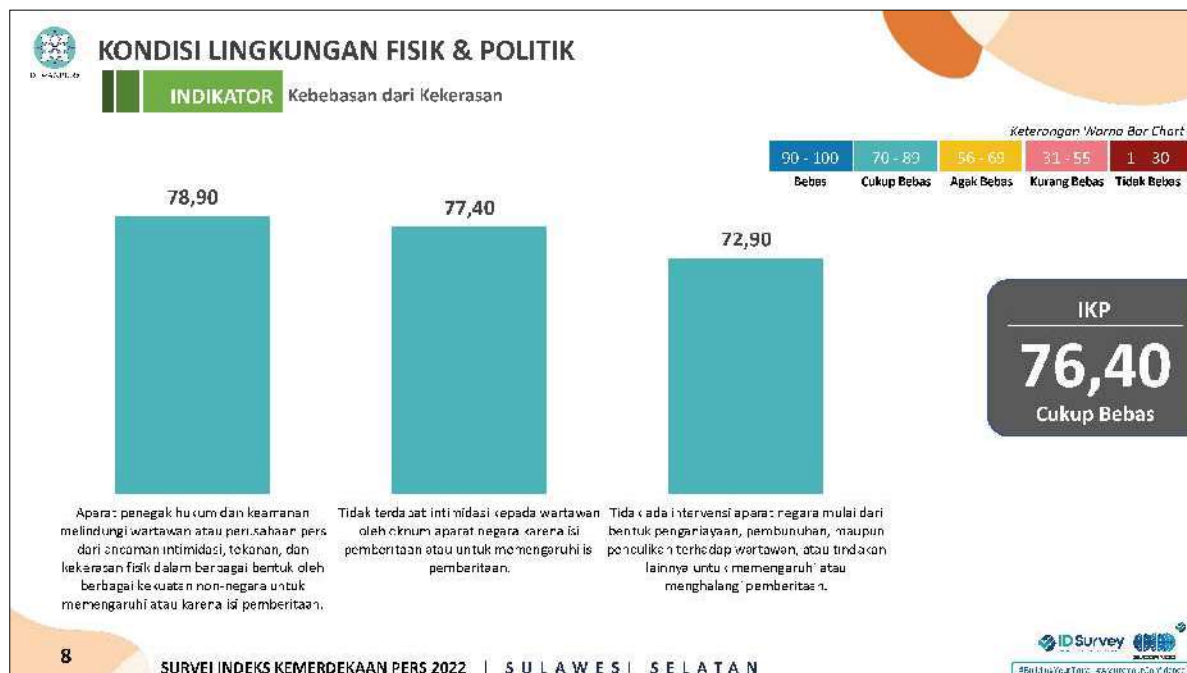 KONDISI LINGKUNGAN FISIK & POLITIK
INDIKATOR Kebebasan dari Kekerasan
Keterangan Warna Bar Chart
90 - 100 70 - 89 56 - 69 31 - 55 1 30
Bebas Cukup Bebas Agak Bebas Kurang Bebas Tidak Bebas
78,90
77,40
72,90
IKP
76,40
Cukup Bebas
Aparat penegak hukum dan keamanan
melindungi wartawan atau perusahaan pers
dari ancaman intimidasi, tekanan, dan
kekerasan fisik dalam berbagai bentuk oleh
berbagai kekuatan non-negara untuk
memengaruhi atau karena isi pemberitaan.
Tidak terdapat intimidasi kepada wartawan
oleh oknum aparat negara karena isi
pemberitaan atau untuk memengaruhi is
pemberitaan.
Tidak ada intervensi aparat negara mulai dari
bentuk penganiayaan, pembunuhan, maupun
penculikan terhadap wartawan, atau tindakan
lainnya untuk memengaruhi atau
menghalangi pemberitaan.
8
SURVEI INDEKS KEMERDEKAAN PERS 2022 | SULAWESI SELATAN
IDSurvey